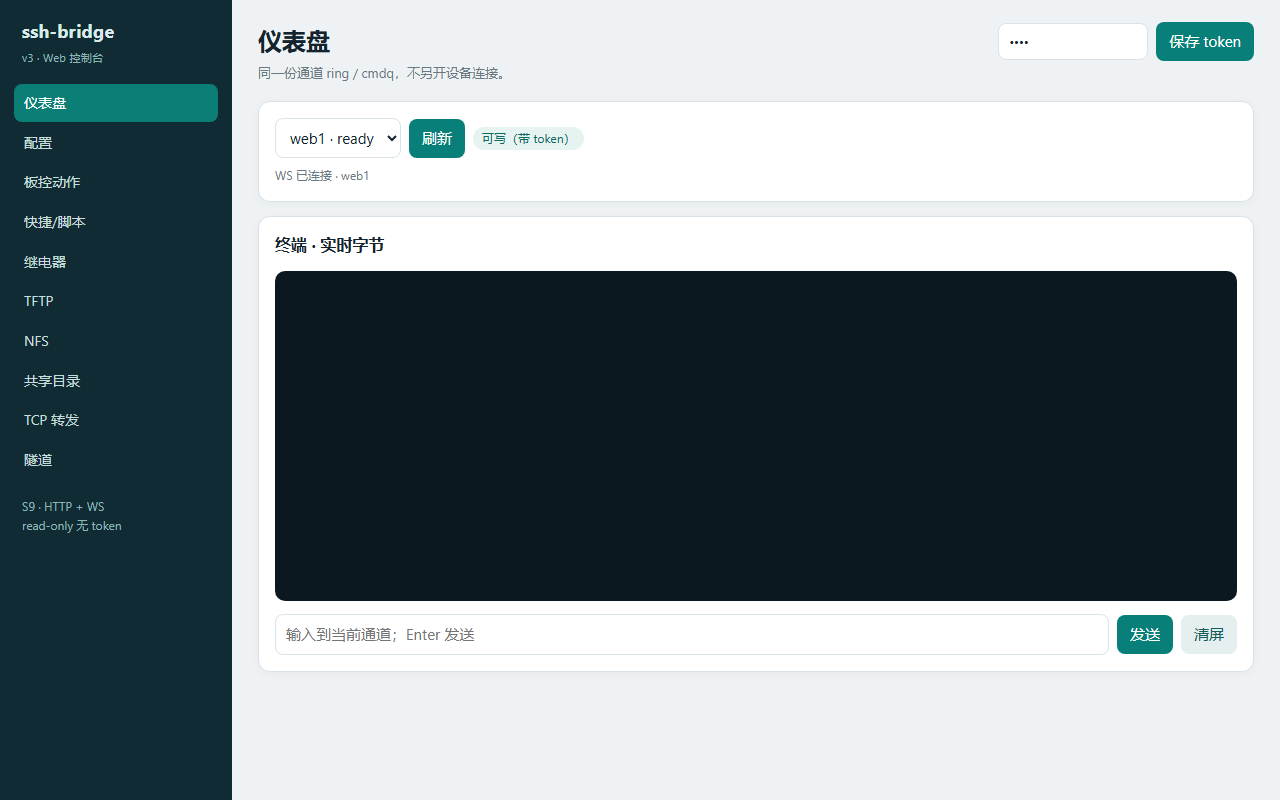 ssh-bridge
v3 · Web 控制台
仪表盘
配置
板控动作
快捷/脚本
继电器
TFTP
NFS
共享目录
TCP 转发
隧道
S9 · HTTP + WS
read-only 无 token
仪表盘
同一份通道 ring / cmdq，不另开设备连接。
••••
保存 token
web1 · ready
刷新
可写（带 token）
WS 已连接 · web1
终端 · 实时字节
输入到当前通道；Enter 发送
发送
清屏